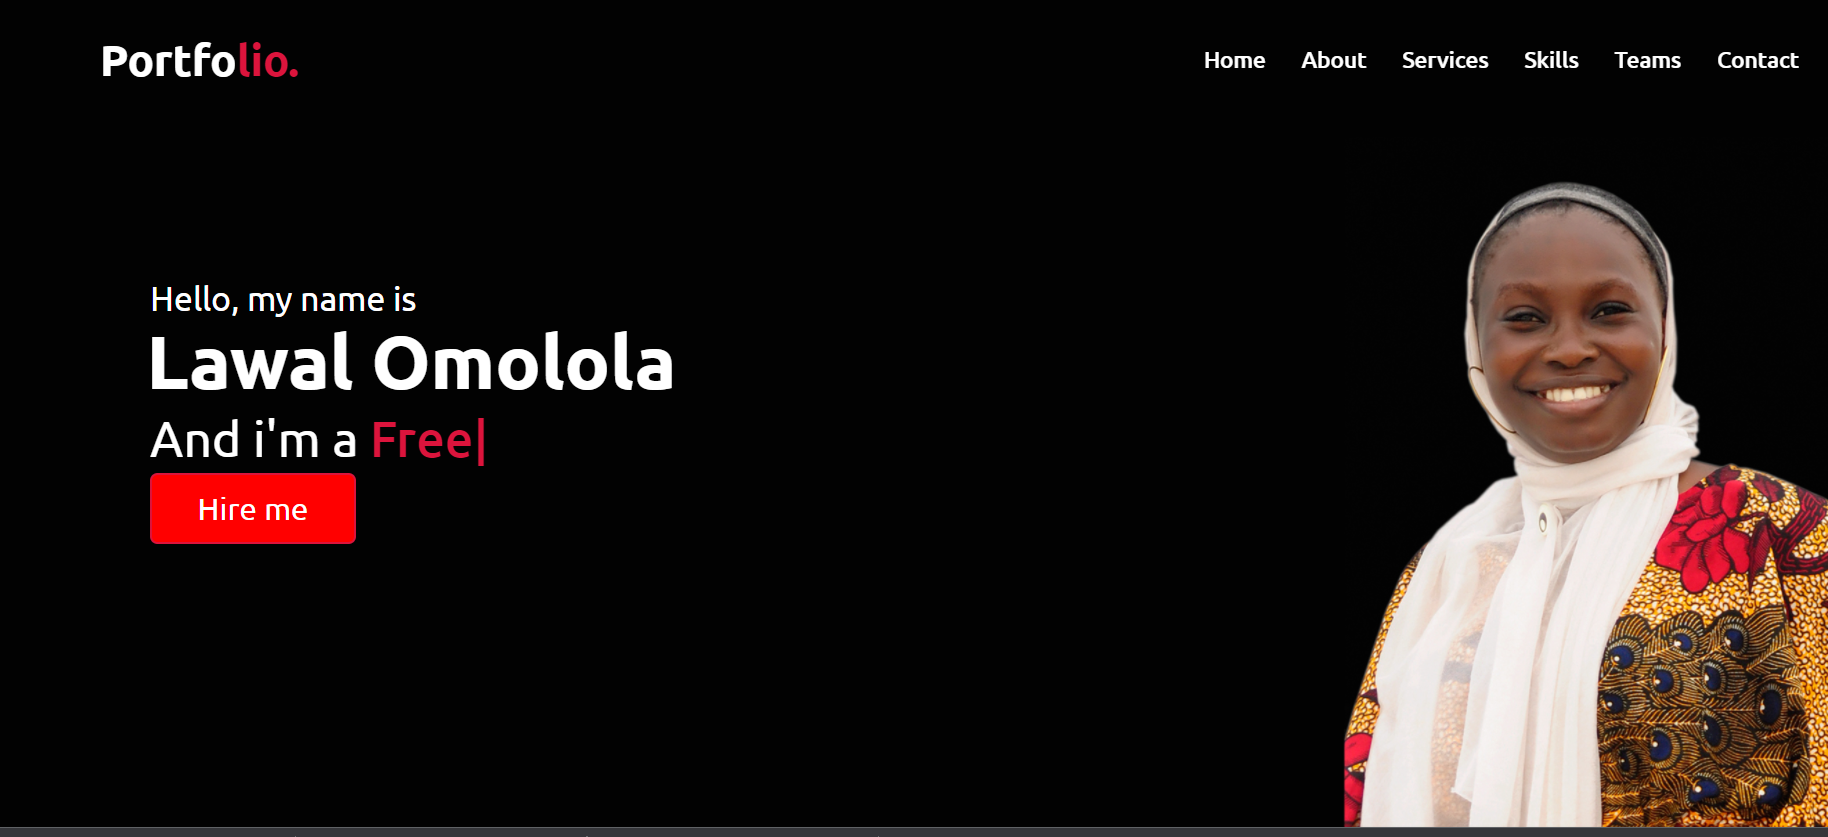 Portfolio.
Home About Services Skills Teams Contact
Hello, my name is
Lawal Omolola
And i'm a Free|
Hire me